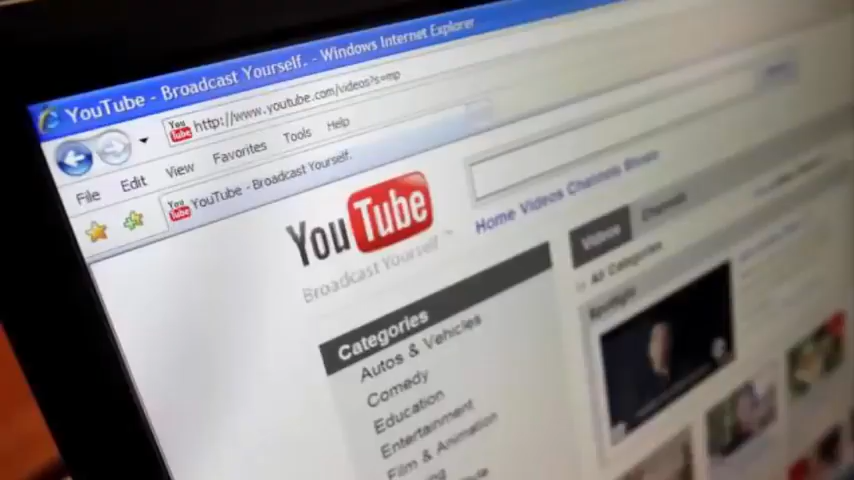 YouTube - Broadcast Yourself. - Windows Internet Explorer
http://www.youtube.com/videos?s=mp
File Edit View Favorites Tools Help
YouTube - Broadcast Yourself.
YouTube
Broadcast Yourself
Home Videos Channels Music
Videos Channels
All Categories
Spotlight
Categories
Autos & Vehicles
Comedy
Education
Entertainment
Film & Animation